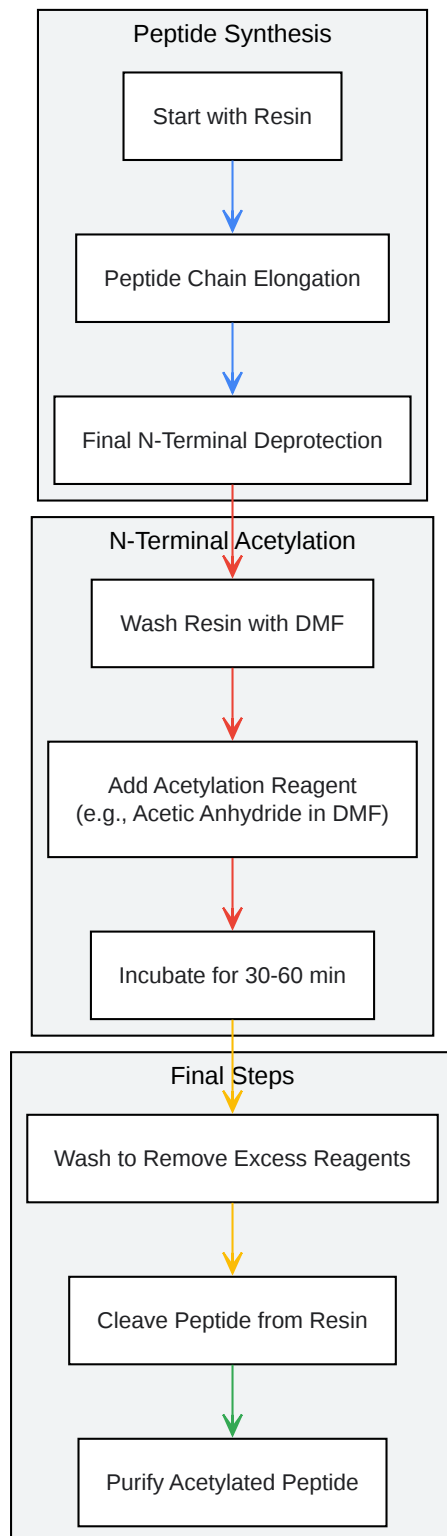 Peptide Synthesis
Start with Resin
Peptide Chain Elongation
Final N-Terminal Deprotection
N-Terminal Acetylation
Wash Resin with DMF
Add Acetylation Reagent
(e.g., Acetic Anhydride in DMF)
Incubate for 30-60 min
Final Steps
Wash to Remove Excess Reagents
Cleave Peptide from Resin
Purify Acetylated Peptide